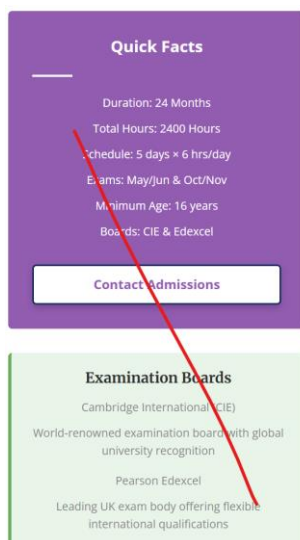 Quick Facts
Duration: 24 Months
Total Hours: 2400 Hours
Schedule: 5 days × 6 hrs/day
Exams: May/Jun & Oct/Nov
Minimum Age: 16 years
Boards: CIE & Edexcel
Contact Admissions
Examination Boards
Cambridge International (CIE)
World-renowned examination board with global
university recognition
Pearson Edexcel
Leading UK exam body offering flexible
international qualifications